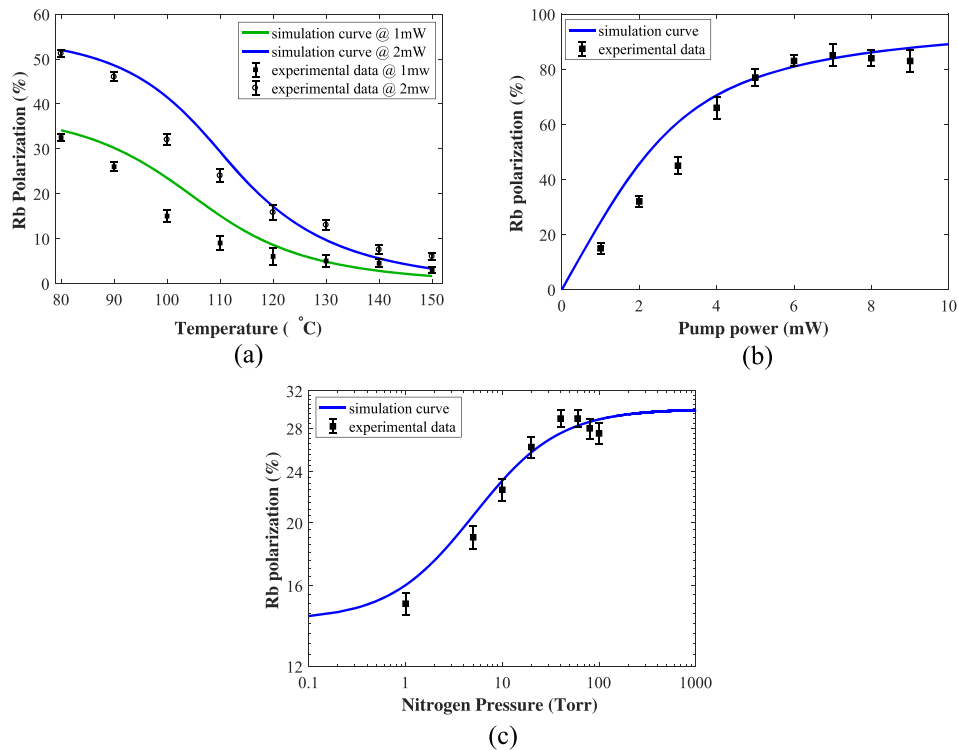 60
50
40
30
20
10
0
Rb Polarization (%)
simulation curve @ 1mW
simulation curve @ 2mW
experimental data @ 1mw
experimental data @ 2mw
80 90 100 110 120 130 140 150
Temperature ( °C)
(a)
100
80
60
40
20
0
Rb polarization (%)
simulation curve
experimental data
0 2 4 6 8 10
Pump power (mW)
(b)
32
28
24
20
16
12
Rb polarization (%)
simulation curve
experimental data
0.1 1 10 100 1000
Nitrogen Pressure (Torr)
(c)